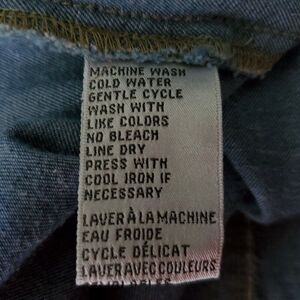 MACHINE WASH
COLD WATER
GENTLE CYCLE
WASH WITH
LIKE COLORS
NO BLEACH
LINE DRY
PRESS WITH
COOL IRON IF
NECESSARY
LAVER À LA MACHINE
EAU FROIDE
CYCLE DÉLICAT
LAVER AVEC COULEURS